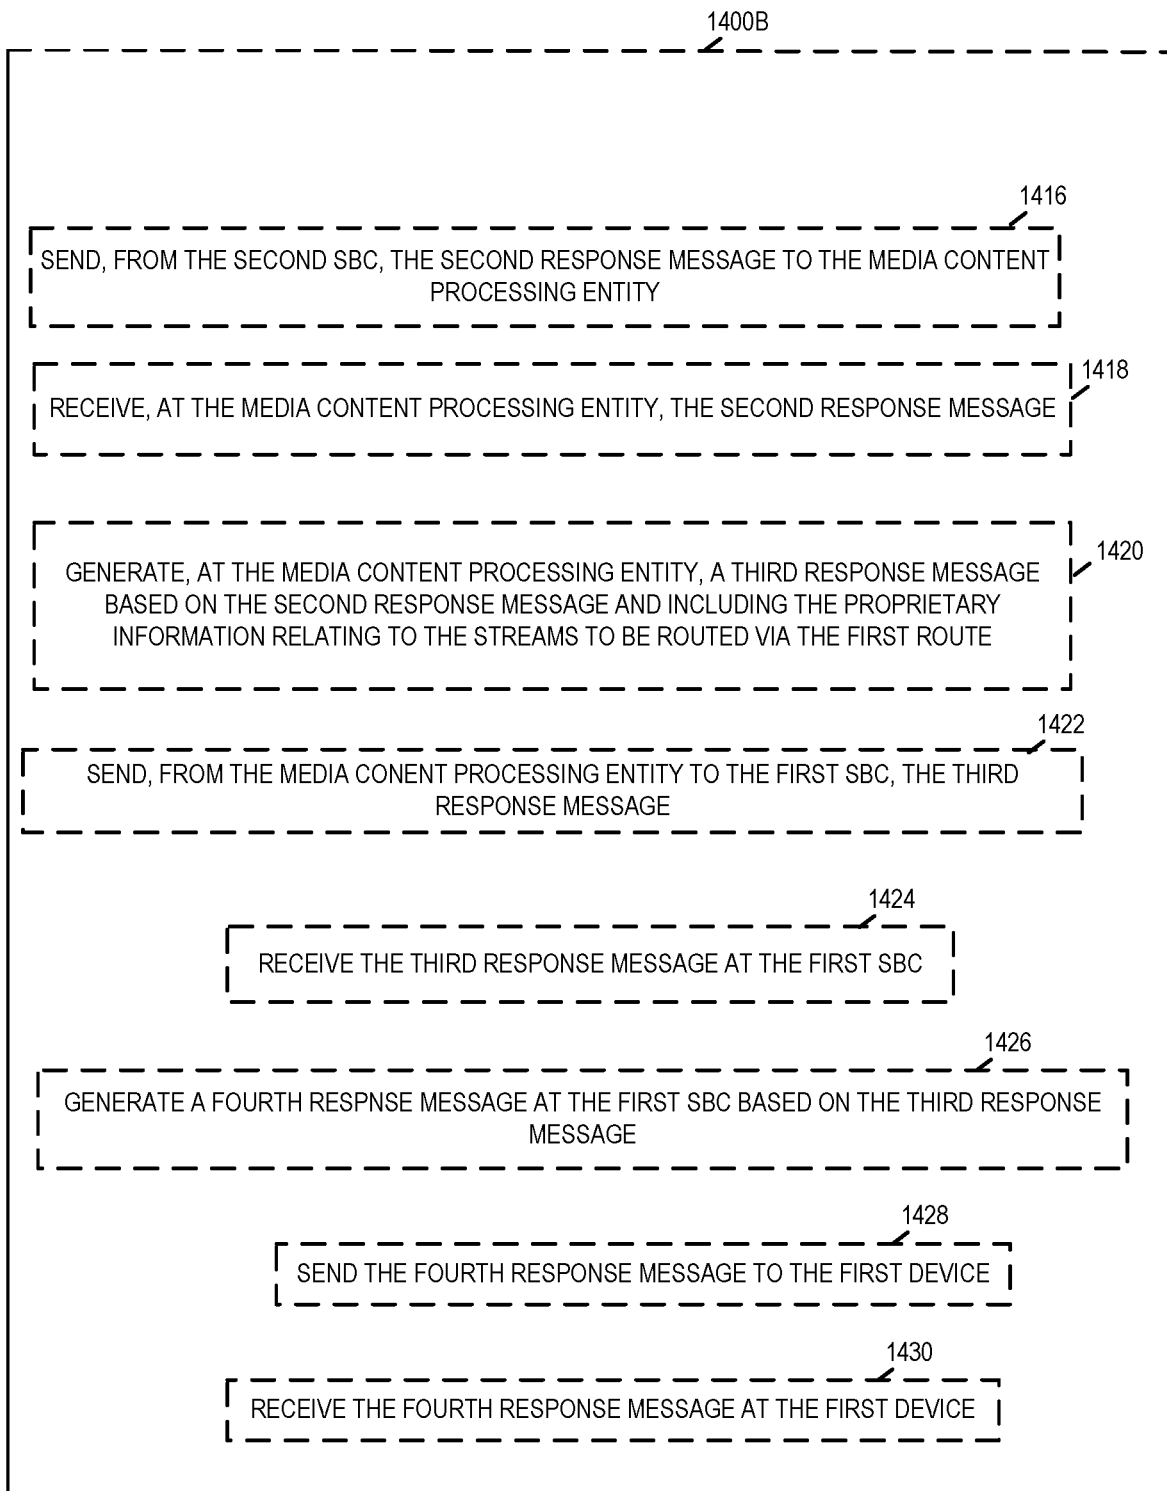 1400B
1416
SEND, FROM THE SECOND SBC, THE SECOND RESPONSE MESSAGE TO THE MEDIA CONTENT
PROCESSING ENTITY
1418
RECEIVE, AT THE MEDIA CONTENT PROCESSING ENTITY, THE SECOND RESPONSE MESSAGE
1420
GENERATE, AT THE MEDIA CONTENT PROCESSING ENTITY, A THIRD RESPONSE MESSAGE
BASED ON THE SECOND RESPONSE MESSAGE AND INCLUDING THE PROPRIETARY
INFORMATION RELATING TO THE STREAMS TO BE ROUTED VIA THE FIRST ROUTE
1422
SEND, FROM THE MEDIA CONENT PROCESSING ENTITY TO THE FIRST SBC, THE THIRD
RESPONSE MESSAGE
1424
RECEIVE THE THIRD RESPONSE MESSAGE AT THE FIRST SBC
1426
GENERATE A FOURTH RESPNSE MESSAGE AT THE FIRST SBC BASED ON THE THIRD RESPONSE
MESSAGE
1428
SEND THE FOURTH RESPONSE MESSAGE TO THE FIRST DEVICE
1430
RECEIVE THE FOURTH RESPONSE MESSAGE AT THE FIRST DEVICE